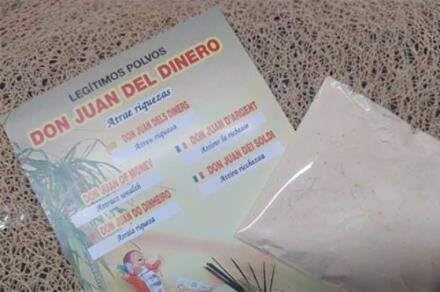 LEGÍTIMOS POLVOS
DON JUAN DEL DINERO
Atrae riquezas
DON JUAN DELS DINERS
Atreu riquesa
DON JUAN D'ARGENT
Attire la richesse
DON JUAN OF MONEY
Attract wealth
DON JUAN DEI SOLDI
Attira ricchezza
DON JUAN DO DINHEIRO
Atraia riqueza